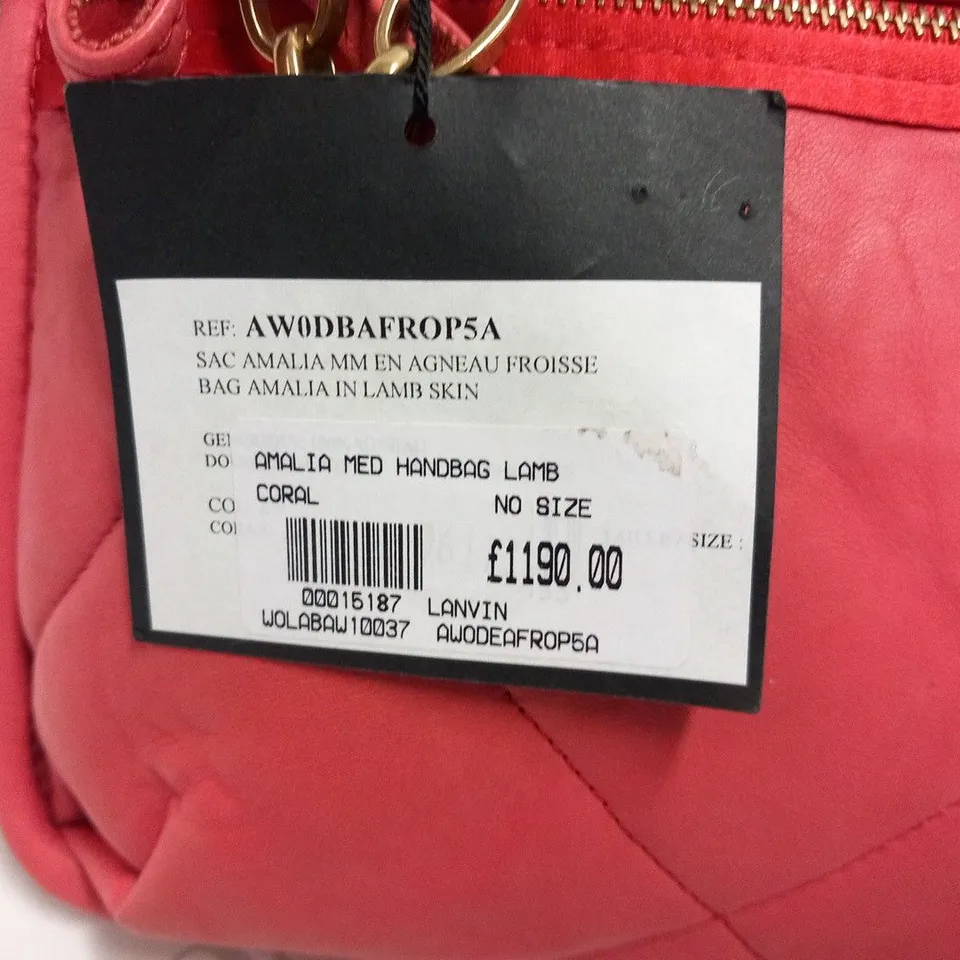 REF: AW0DBAFROP5A
SAC AMALIA MM EN AGNEAU FROISSE
BAG AMALIA IN LAMB SKIN
AMALIA MED HANDBAG LAMB
CORAL NO SIZE
SIZE :
£1190.00
00015187 LANVIN
WOLABAW10037 AWODEAFROP5A